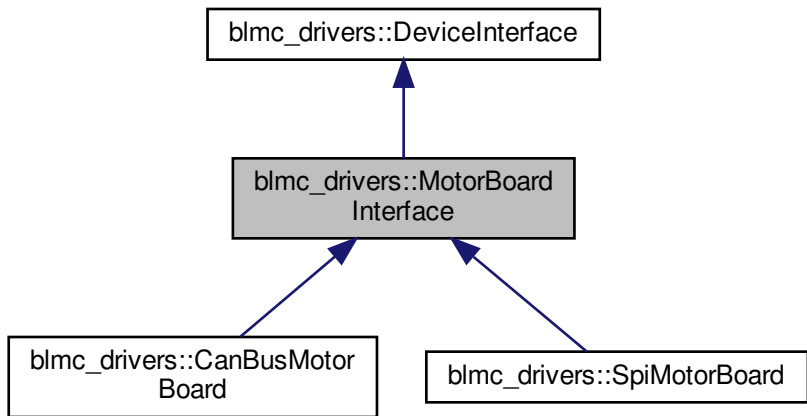 blmc_drivers::DeviceInterface
blmc_drivers::MotorBoard
Interface
blmc_drivers::CanBusMotor
Board
blmc_drivers::SpiMotorBoard